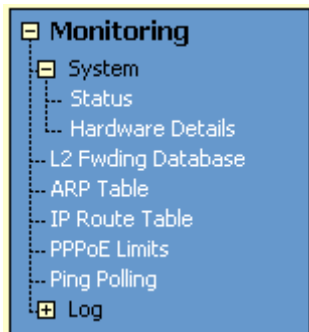 Monitoring
System
Status
Hardware Details
L2 Fwding Database
ARP Table
IP Route Table
PPPoE Limits
Ping Polling
Log